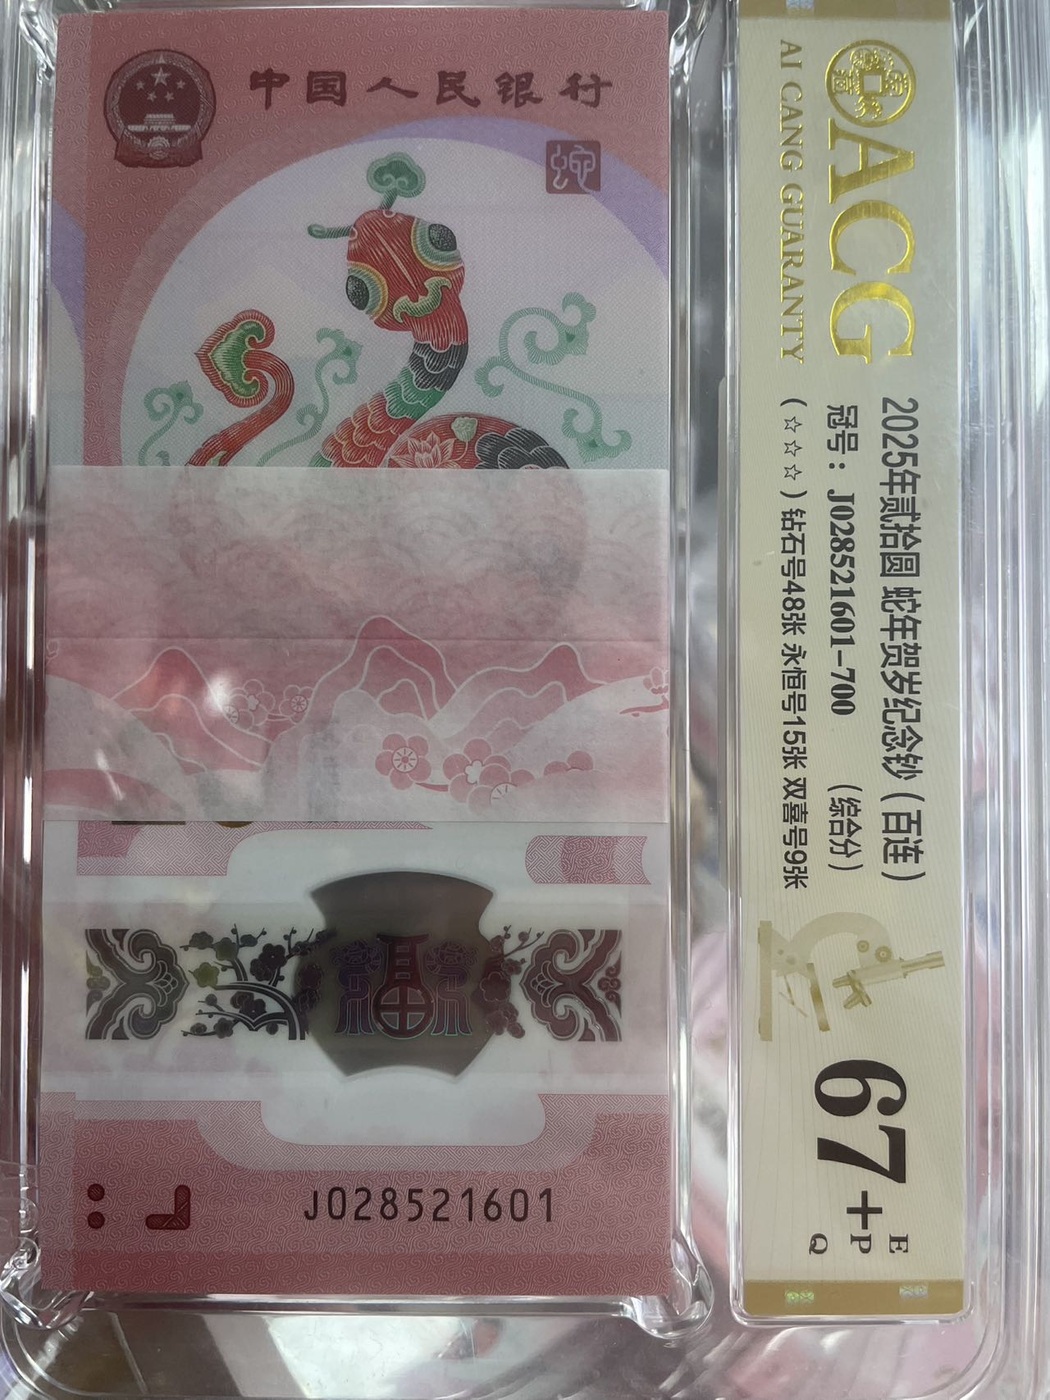 中国人民银行
蛇
福
J028521601
ACG
AI CANG GUARANTY
2025年贰拾圆 蛇年贺岁纪念钞（百连）
冠号：J028521601-700 （综合分）
（☆☆☆）钻石号48张 永恒号15张 双喜号9张
67+
E
P
Q